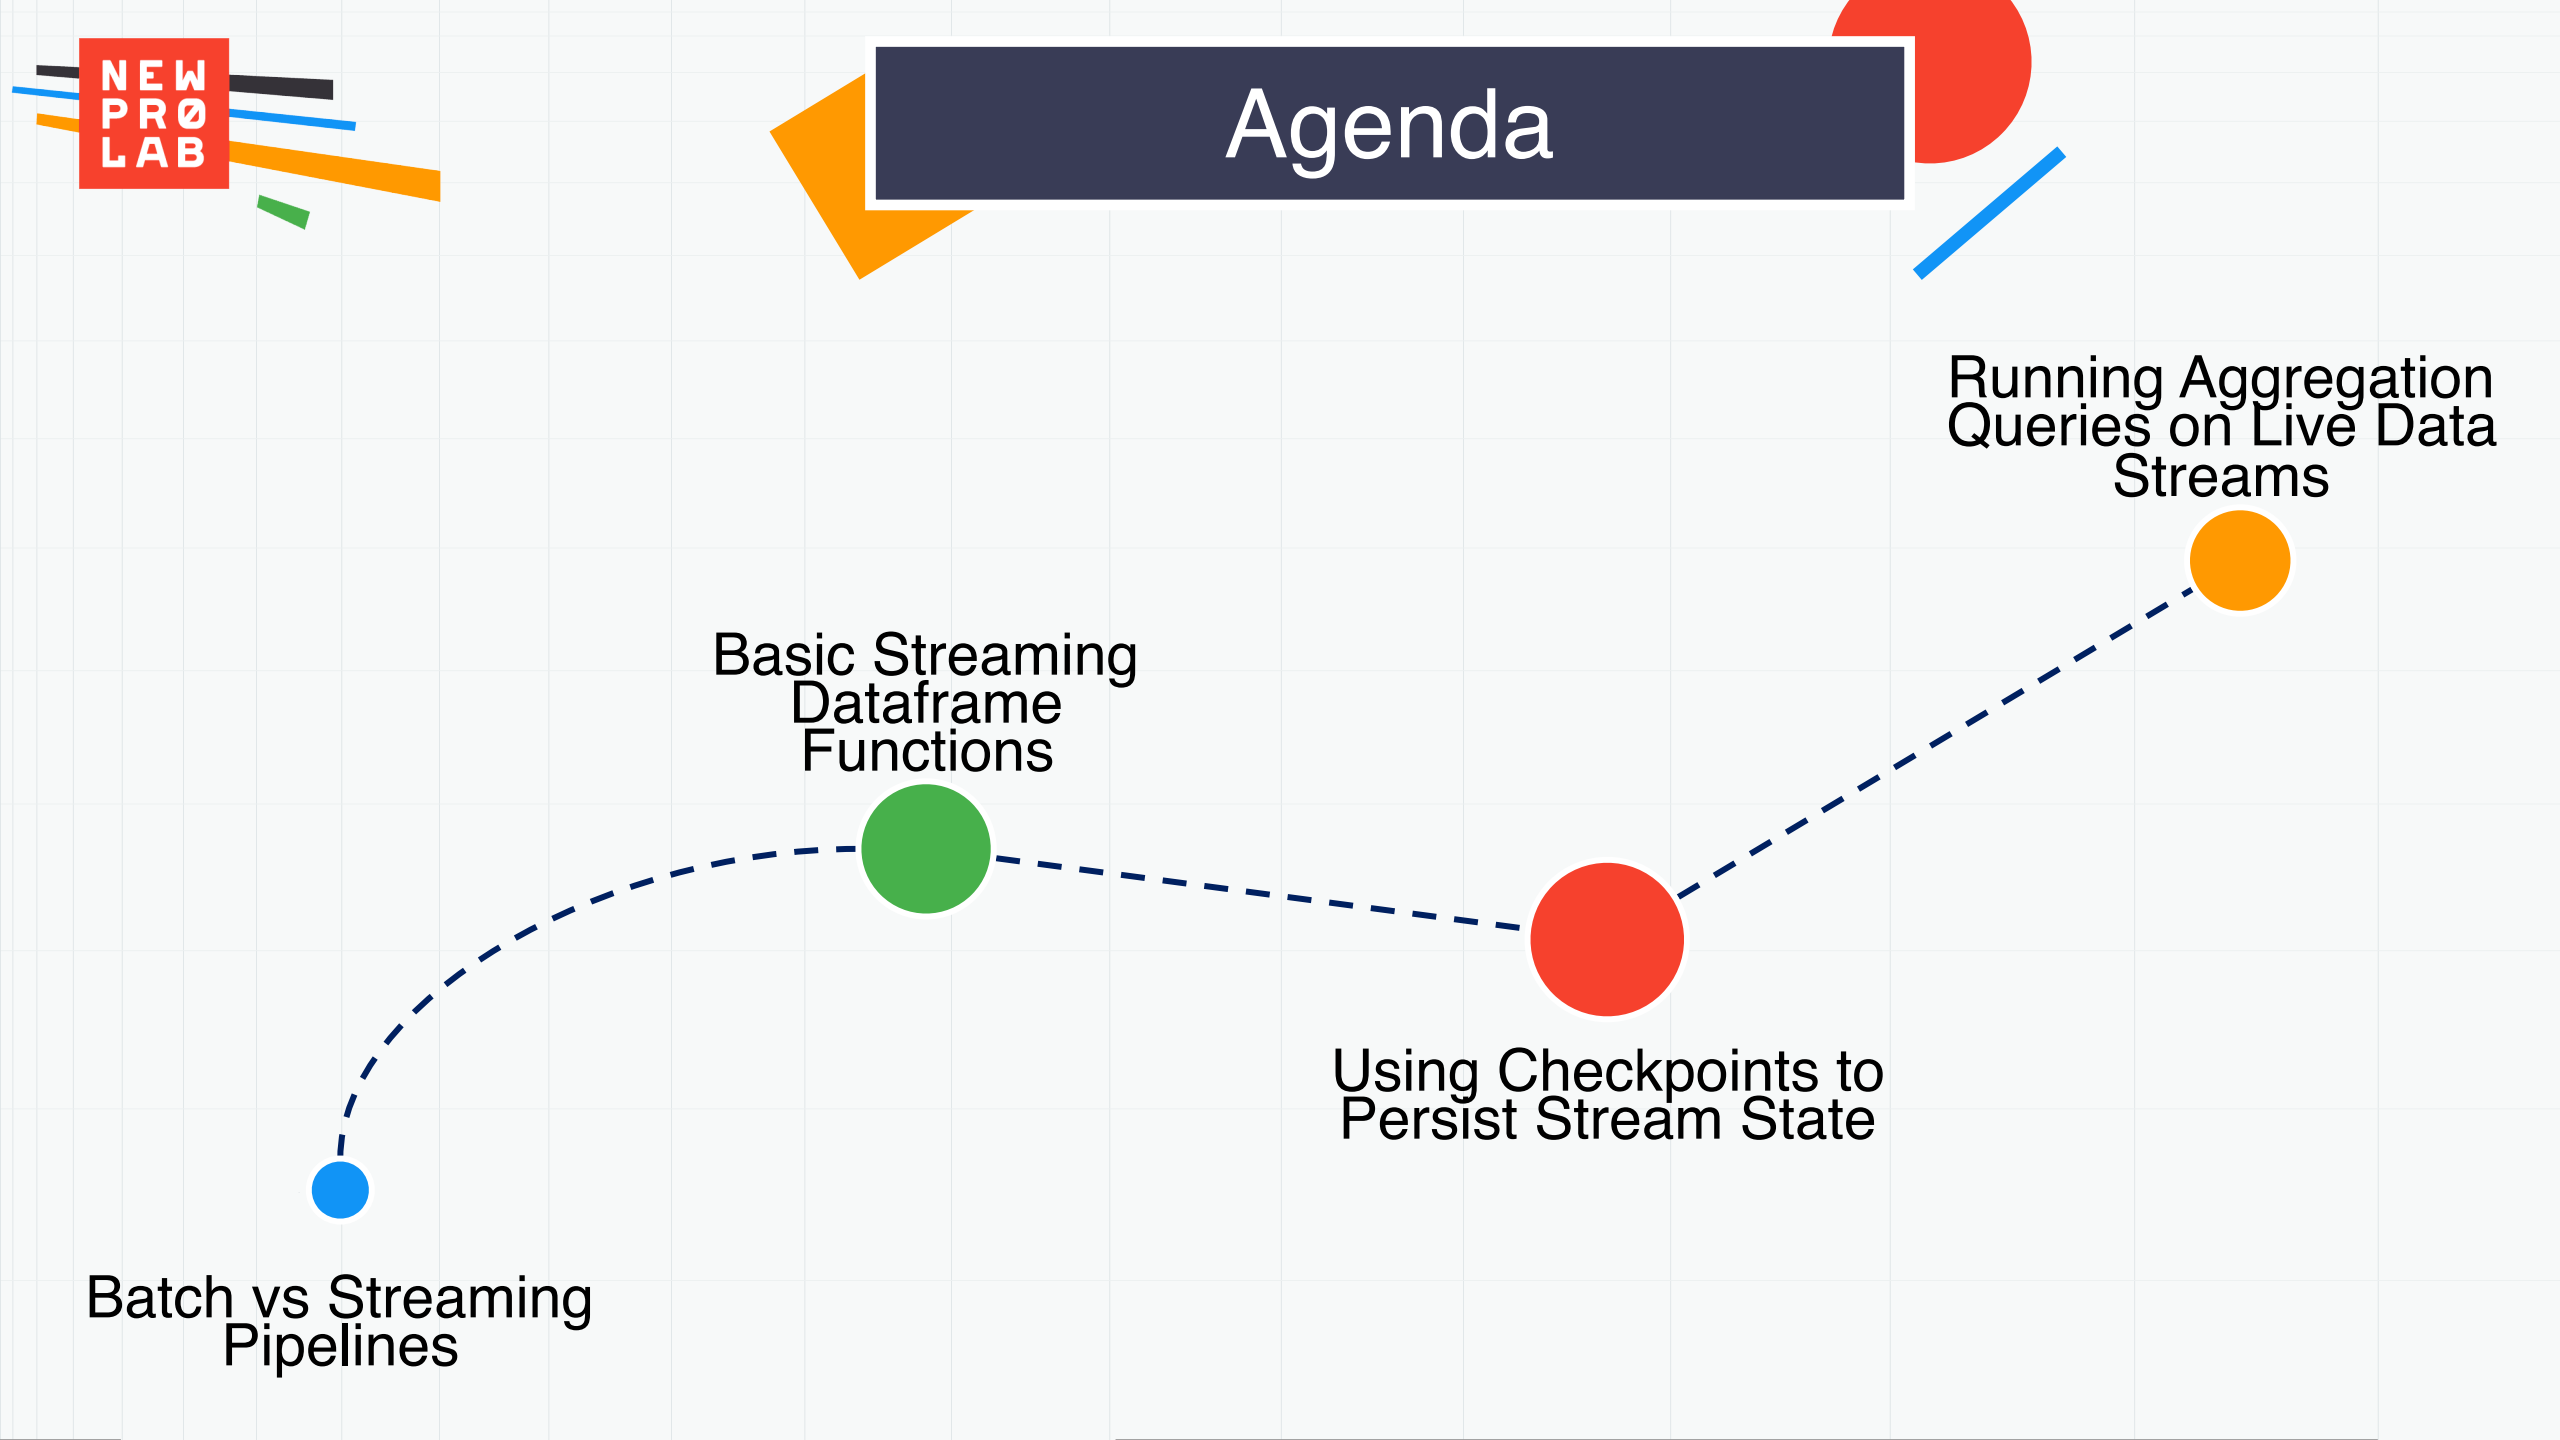 NEW
PRØ
LAB
Agenda
Running Aggregation
Queries on Live Data
Streams
Basic Streaming
Dataframe
Functions
Using Checkpoints to
Persist Stream State
Batch vs Streaming
Pipelines